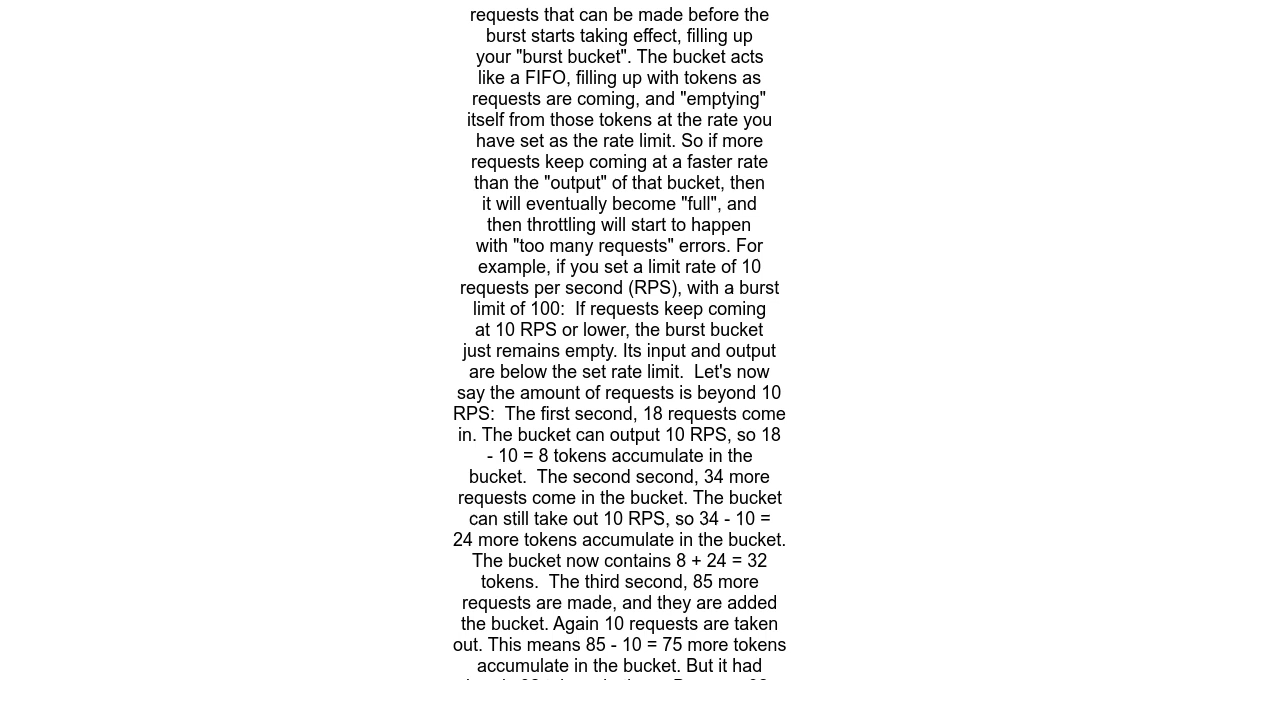 requests that can be made before the
burst starts taking effect, filling up
your "burst bucket". The bucket acts
like a FIFO, filling up with tokens as
requests are coming, and "emptying"
itself from those tokens at the rate you
have set as the rate limit. So if more
requests keep coming at a faster rate
than the "output" of that bucket, then
it will eventually become "full", and
then throttling will start to happen
with "too many requests" errors. For
example, if you set a limit rate of 10
requests per second (RPS), with a burst
limit of 100:  If requests keep coming
at 10 RPS or lower, the burst bucket
just remains empty. Its input and output
are below the set rate limit.  Let's now
say the amount of requests is beyond 10
RPS:  The first second, 18 requests come
in. The bucket can output 10 RPS, so 18
- 10 = 8 tokens accumulate in the
bucket.  The second second, 34 more
requests come in the bucket. The bucket
can still take out 10 RPS, so 34 - 10 =
24 more tokens accumulate in the bucket.
The bucket now contains 8 + 24 = 32
tokens.  The third second, 85 more
requests are made, and they are added
the bucket. Again 10 requests are taken
out. This means 85 - 10 = 75 more tokens
accumulate in the bucket. But it had